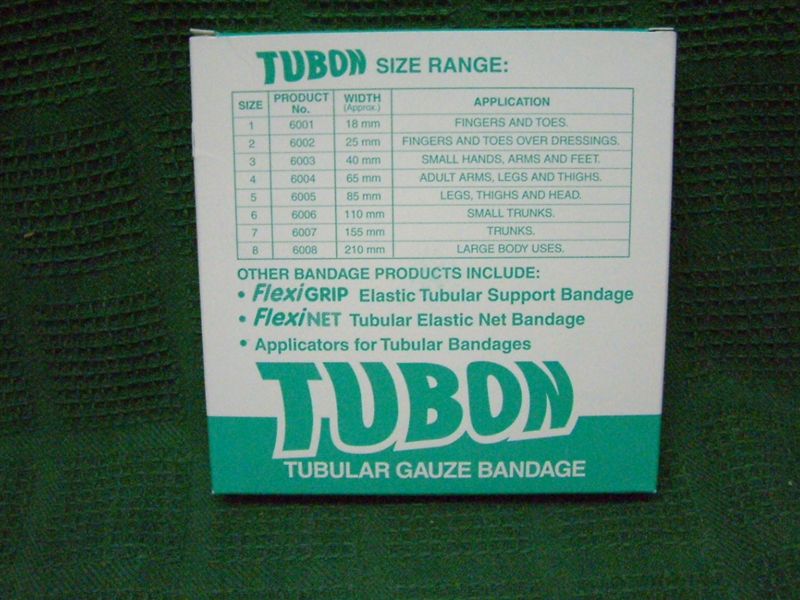 TUBON SIZE RANGE:
SIZE PRODUCT No. WIDTH (Approx.) APPLICATION
1 6001 18 mm FINGERS AND TOES.
2 6002 25 mm FINGERS AND TOES OVER DRESSINGS.
3 6003 40 mm SMALL HANDS, ARMS AND FEET.
4 6004 65 mm ADULT ARMS, LEGS AND THIGHS.
5 6005 85 mm LEGS, THIGHS AND HEAD.
6 6006 110 mm SMALL TRUNKS.
7 6007 155 mm TRUNKS.
8 6008 210 mm LARGE BODY USES.
OTHER BANDAGE PRODUCTS INCLUDE:
• FlexiGRIP Elastic Tubular Support Bandage
• FlexiNET Tubular Elastic Net Bandage
• Applicators for Tubular Bandages
TUBON
TUBULAR GAUZE BANDAGE